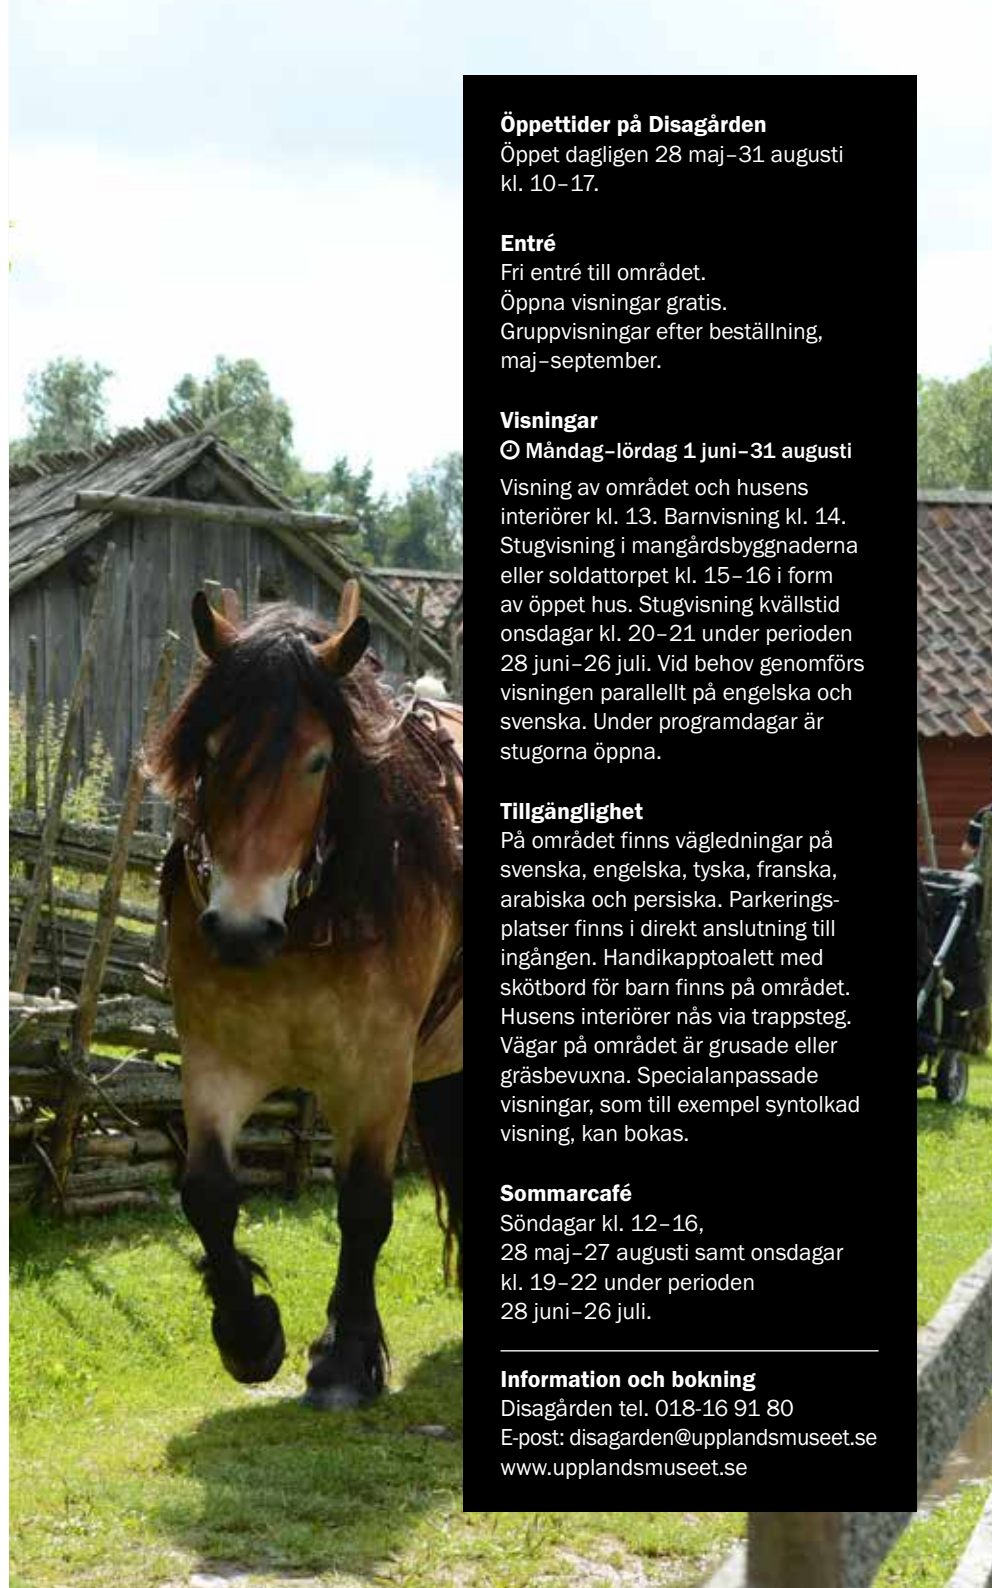 Öppettider på Disagården
Öppet dagligen 28 maj–31 augusti
kl. 10–17.
Entré
Fri entré till området.
Öppna visningar gratis.
Gruppvisningar efter beställning,
maj–september.
Visningar
Måndag–lördag 1 juni–31 augusti
Visning av området och husens
interiörer kl. 13. Barnvisning kl. 14.
Stugvisning i mangårdsbyggnaderna
eller soldattorpet kl. 15–16 i form
av öppet hus. Stugvisning kvällstid
onsdagar kl. 20–21 under perioden
28 juni–26 juli. Vid behov genomförs
visningen parallellt på engelska och
svenska. Under programdagar är
stugorna öppna.
Tillgänglighet
På området finns vägledningar på
svenska, engelska, tyska, franska,
arabiska och persiska. Parkerings-
platser finns i direkt anslutning till
ingången. Handikapptoalett med
skötbord för barn finns på området.
Husens interiörer nås via trappsteg.
Vägar på området är grusade eller
gräsbevuxna. Specialanpassade
visningar, som till exempel syntolkad
visning, kan bokas.
Sommarcafé
Söndagar kl. 12–16,
28 maj–27 augusti samt onsdagar
kl. 19–22 under perioden
28 juni–26 juli.
Information och bokning
Disagården tel. 018-16 91 80
E-post: disagarden@upplandsmuseet.se
www.upplandsmuseet.se